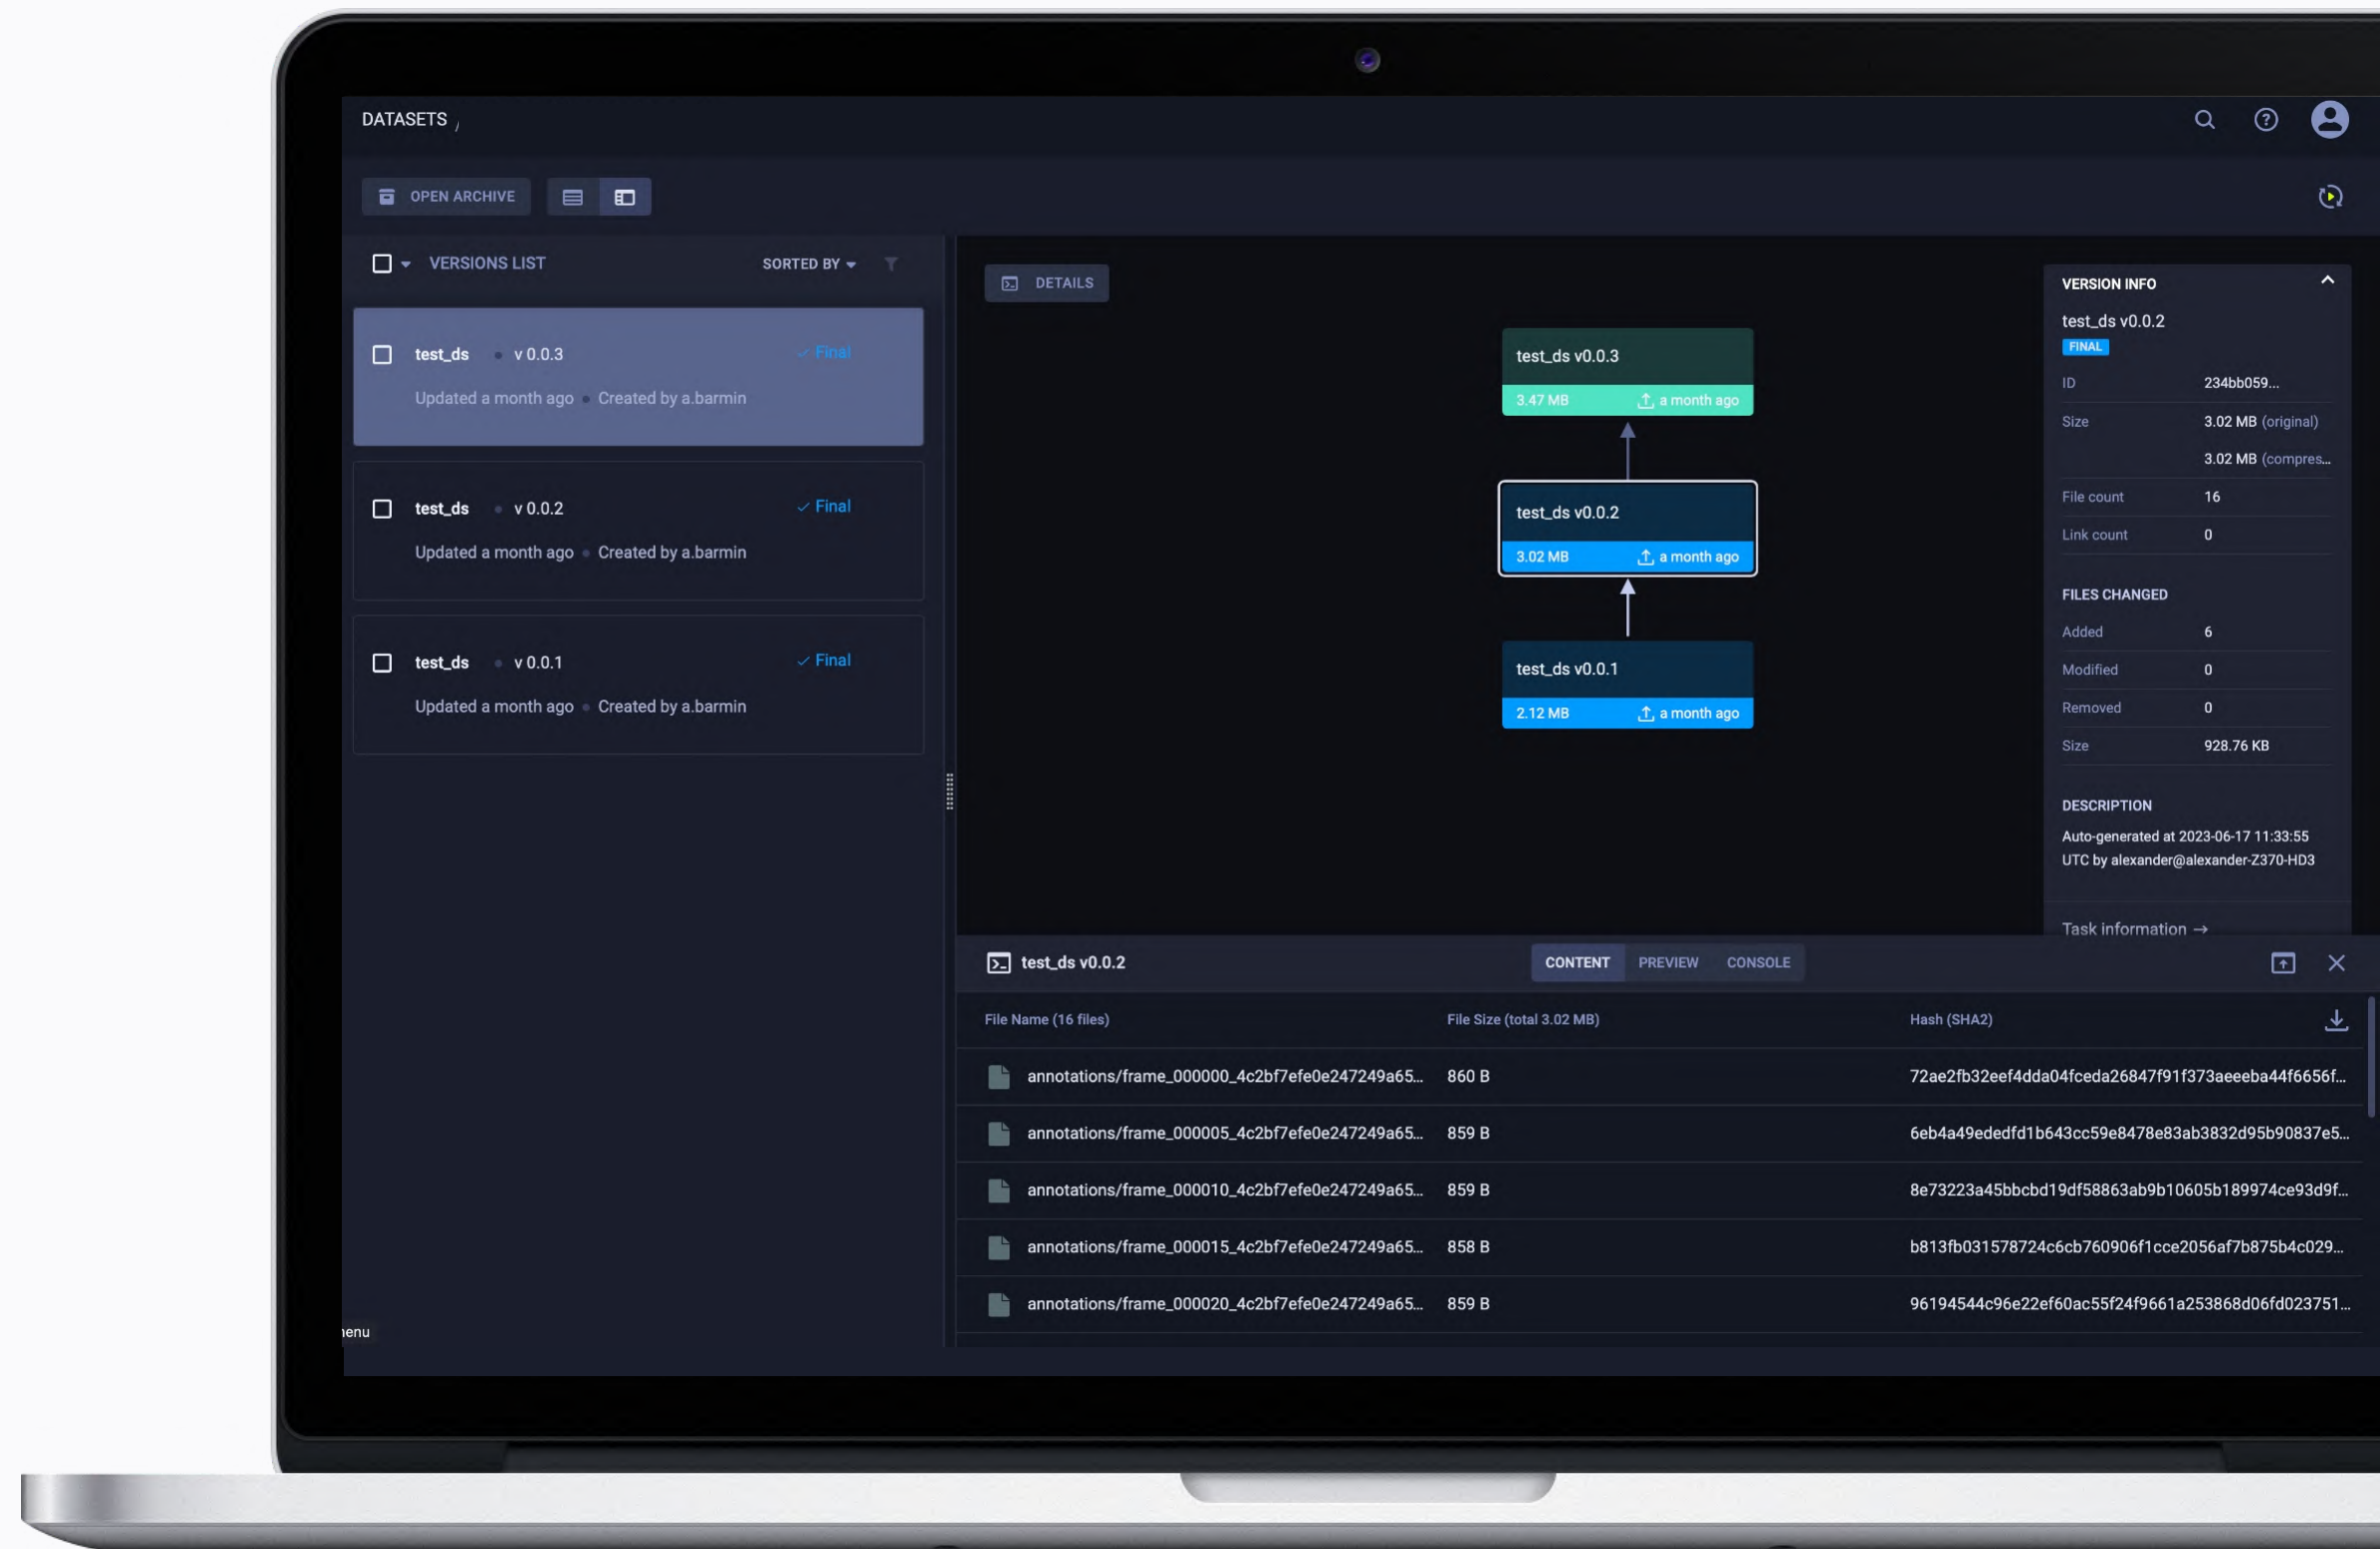 DATASETS /
OPEN ARCHIVE
VERSIONS LIST
SORTED BY
test_ds • v 0.0.3
Final
Updated a month ago • Created by a.barmin
test_ds • v 0.0.2
Final
Updated a month ago • Created by a.barmin
test_ds • v 0.0.1
Final
Updated a month ago • Created by a.barmin
enu
DETAILS
test_ds v0.0.3
3.47 MB a month ago
test_ds v0.0.2
3.02 MB a month ago
test_ds v0.0.1
2.12 MB a month ago
VERSION INFO
test_ds v0.0.2
FINAL
ID 234bb059...
Size 3.02 MB (original)
3.02 MB (compres...
File count 16
Link count 0
FILES CHANGED
Added 6
Modified 0
Removed 0
Size 928.76 KB
DESCRIPTION
Auto-generated at 2023-06-17 11:33:55
UTC by alexander@alexander-Z370-HD3
Task information →
test_ds v0.0.2
CONTENT PREVIEW CONSOLE
File Name (16 files) File Size (total 3.02 MB) Hash (SHA2)
annotations/frame_000000_4c2bf7efe0e247249a65... 860 B 72ae2fb32eef4dda04fceda26847f91f373aeeeba44f6656f...
annotations/frame_000005_4c2bf7efe0e247249a65... 859 B 6eb4a49ededfd1b643cc59e8478e83ab3832d95b90837e5...
annotations/frame_000010_4c2bf7efe0e247249a65... 859 B 8e73223a45bbcbd19df58863ab9b10605b189974ce93d9f...
annotations/frame_000015_4c2bf7efe0e247249a65... 858 B b813fb031578724c6cb760906f1cce2056af7b875b4c029...
annotations/frame_000020_4c2bf7efe0e247249a65... 859 B 96194544c96e22ef60ac55f24f9661a253868d06fd023751...